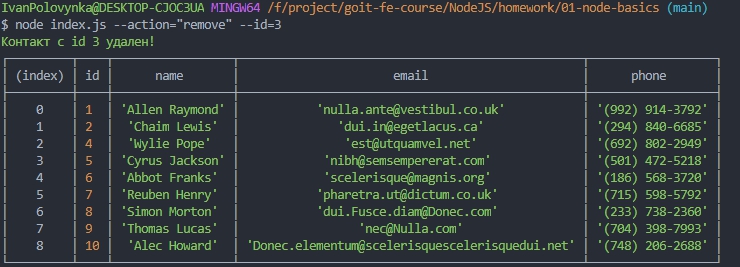 IvanPolovynka@DESKTOP-CJOC3UA MINGW64 /f/project/goit-fe-course/NodeJS/homework/01-node-basics (main)
$ node index.js --action="remove" --id=3
Контакт с id 3 удален!
(index) id name email phone
0 1 'Allen Raymond' 'nulla.ante@vestibul.co.uk' '(992) 914-3792'
1 2 'Chaim Lewis' 'dui.in@egetlacus.ca' '(294) 840-6685'
2 4 'Wylie Pope' 'est@utquamvel.net' '(692) 802-2949'
3 5 'Cyrus Jackson' 'nibh@semsempererat.com' '(501) 472-5218'
4 6 'Abbot Franks' 'scelerisque@magnis.org' '(186) 568-3720'
5 7 'Reuben Henry' 'pharetra.ut@dictum.co.uk' '(715) 598-5792'
6 8 'Simon Morton' 'dui.Fusce.diam@Donec.com' '(233) 738-2360'
7 9 'Thomas Lucas' 'nec@Nulla.com' '(704) 398-7993'
8 10 'Alec Howard' 'Donec.elementum@scelerisquescelerisquedui.net' '(748) 206-2688'